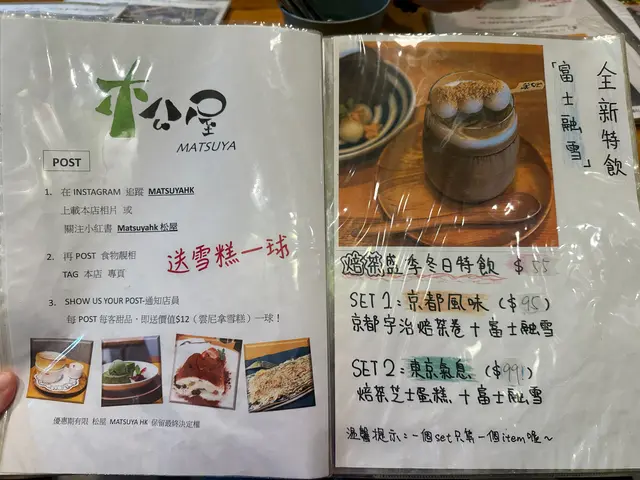 松屋
MATSUYA
POST
1. 在 INSTAGRAM 追蹤 MATSUYAHK
上載本店相片 或
關注小紅書 Matsuyahk 松屋
2. 再 POST 食物靚相
TAG 本店 專頁
送雪糕一球
3. SHOW US YOUR POST-通知店員
每 POST 每客甜品,即送價值$12 (雲尼拿雪糕) 一球!
優惠期有限 松屋 MATSUYA HK 保留最終決定權
全新特飲
「富士融雪」
焙茶盛季冬日特飲 $55
SET 1:京都風味 ($95)
京都宇治焙茶卷 + 富士融雪
SET 2:東京氣息 ($99)
焙茶芝士蛋糕 + 富士融雪
溫馨提示:一個set只第一個item喔~